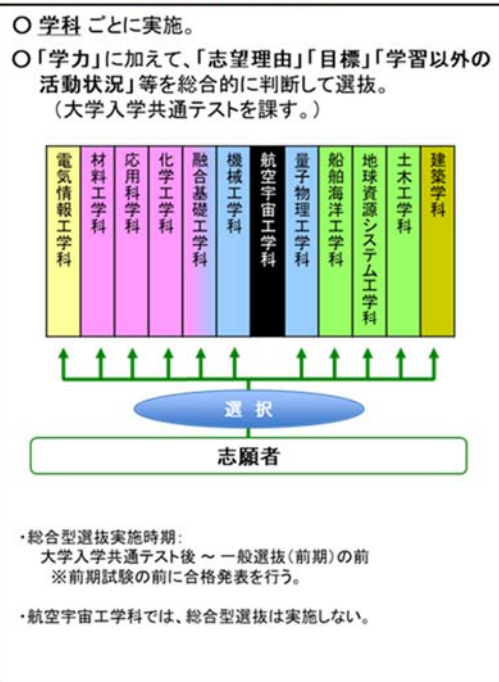 ○ 学科 ごとに実施。
○「学力」に加えて、「志望理由」「目標」「学習以外の
活動状況」等を総合的に判断して選抜。
（大学入学共通テストを課す。）
電気情報工学科
材料工学科
応用科学科
化学工学科
融合基礎工学科
機械工学科
航空宇宙工学科
量子物理工学科
船舶海洋工学科
地球資源システム工学科
土木工学科
建築学科
選 択
志願者
・総合型選抜実施時期：
大学入学共通テスト後 ～ 一般選抜（前期）の前
※前期試験の前に合格発表を行う。
・航空宇宙工学科では、総合型選抜は実施しない。